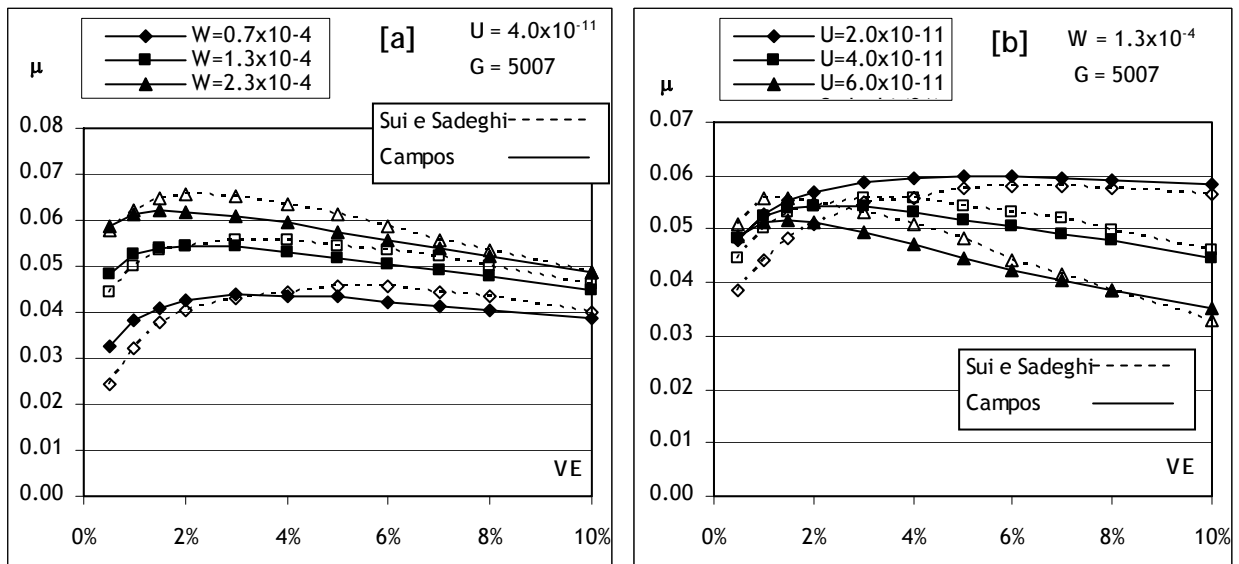 W=0.7x10-4
W=1.3x10-4
W=2.3x10-4
[a]
U = 4.0x10⁻¹¹
G = 5007
μ
Sui e Sadeghi
Campos
0.08
0.07
0.06
0.05
0.04
0.03
0.02
0.01
0.00
VE
0% 2% 4% 6% 8% 10%
U=2.0x10-11
U=4.0x10-11
U=6.0x10-11
[b]
W = 1.3x10⁻⁴
G = 5007
μ
0.07
0.06
0.05
0.04
0.03
0.02
0.01
0.00
Sui e Sadeghi
Campos
VE
0% 2% 4% 6% 8% 10%